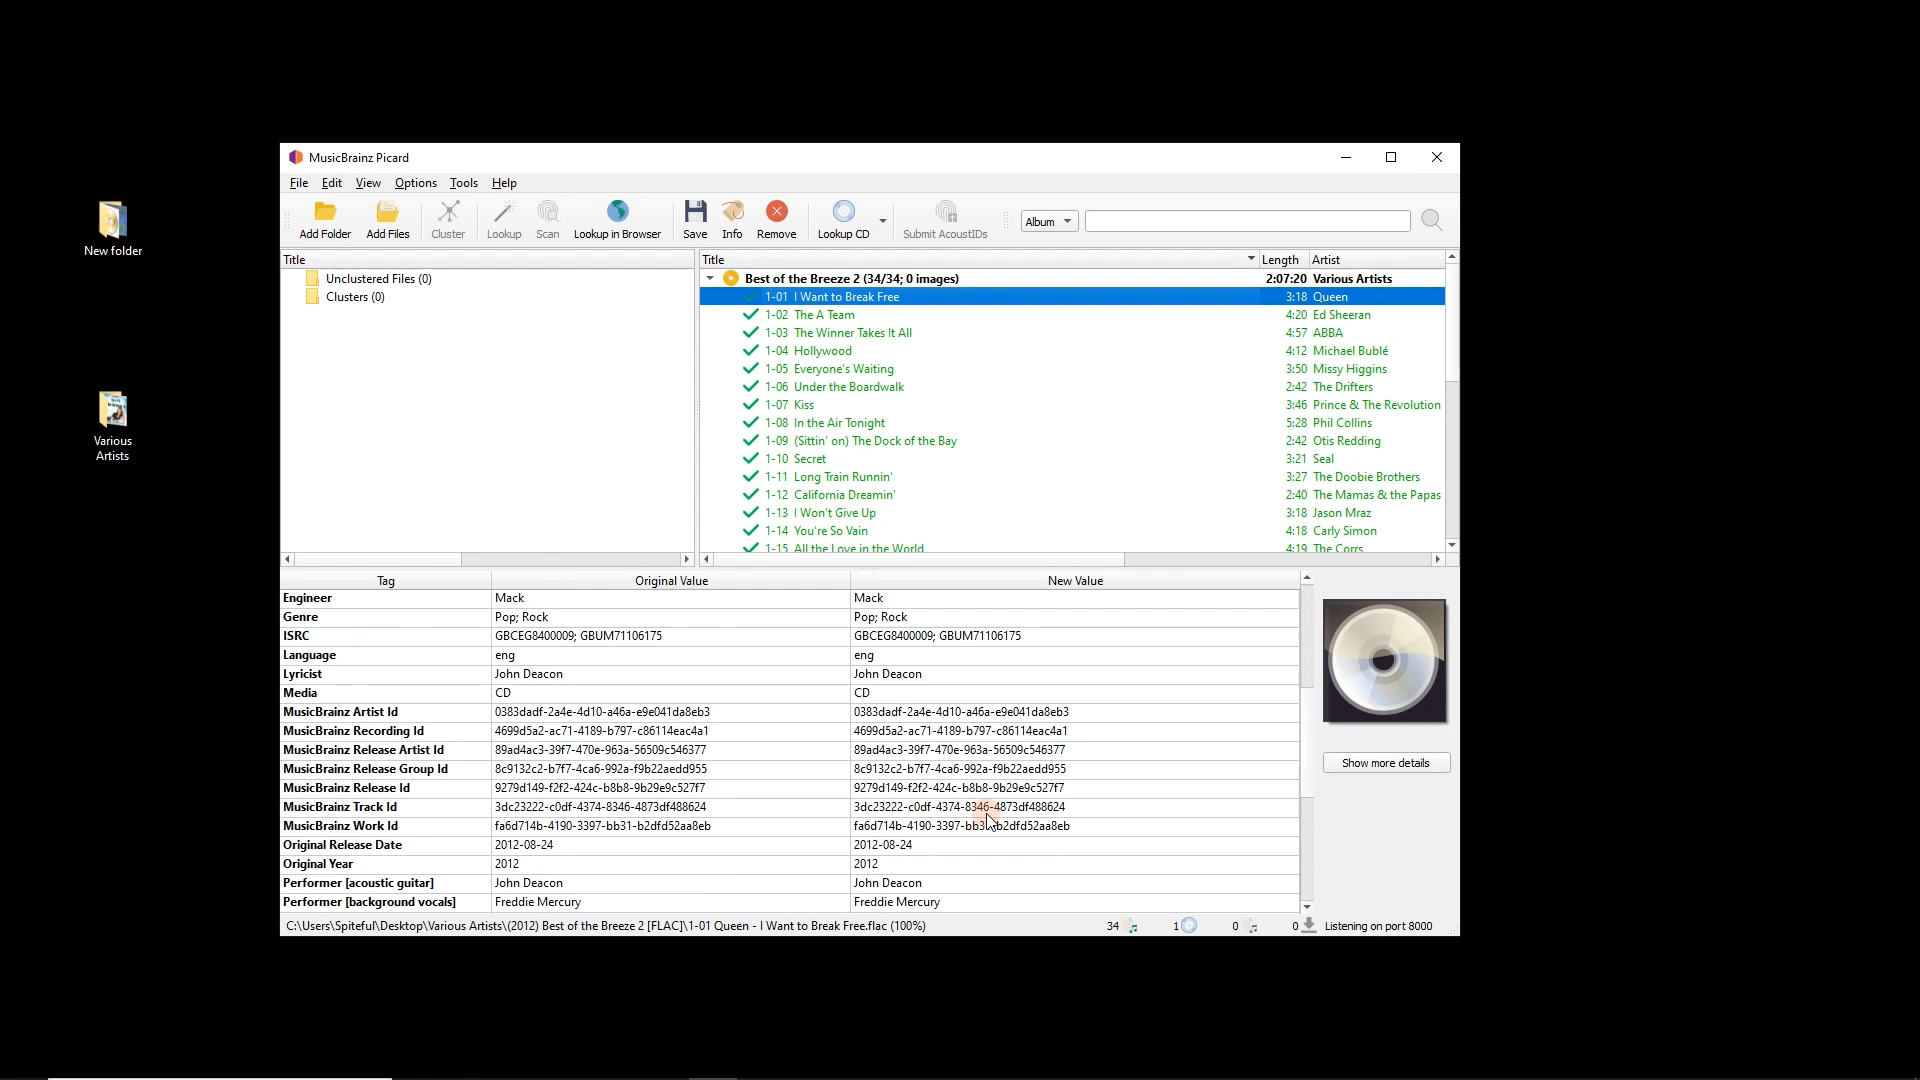 New folder
Various
Artists
MusicBrainz Picard
File Edit View Options Tools Help
Add Folder Add Files Cluster Lookup Scan Lookup in Browser Save Info Remove Lookup CD Submit AcoustIDs Album
Title
Unclustered Files (0)
Clusters (0)
Title Length Artist
Best of the Breeze 2 (34/34; 0 images) 2:07:20 Various Artists
1-01 I Want to Break Free 3:18 Queen
1-02 The A Team 4:20 Ed Sheeran
1-03 The Winner Takes It All 4:57 ABBA
1-04 Hollywood 4:12 Michael Bublé
1-05 Everyone's Waiting 3:50 Missy Higgins
1-06 Under the Boardwalk 2:42 The Drifters
1-07 Kiss 3:46 Prince & The Revolution
1-08 In the Air Tonight 5:28 Phil Collins
1-09 (Sittin' on) The Dock of the Bay 2:42 Otis Redding
1-10 Secret 3:21 Seal
1-11 Long Train Runnin' 3:27 The Doobie Brothers
1-12 California Dreamin' 2:40 The Mamas & the Papas
1-13 I Won't Give Up 3:18 Jason Mraz
1-14 You're So Vain 4:18 Carly Simon
1-15 All the Love in the World 4:19 The Corrs
Tag Original Value New Value
Engineer Mack Mack
Genre Pop; Rock Pop; Rock
ISRC GBCEG8400009; GBUM71106175 GBCEG8400009; GBUM71106175
Language eng eng
Lyricist John Deacon John Deacon
Media CD CD
MusicBrainz Artist Id 0383dadf-2a4e-4d10-a46a-e9e041da8eb3 0383dadf-2a4e-4d10-a46a-e9e041da8eb3
MusicBrainz Recording Id 4699d5a2-ac71-4189-b797-c86114eac4a1 4699d5a2-ac71-4189-b797-c86114eac4a1
MusicBrainz Release Artist Id 89ad4ac3-39f7-470e-963a-56509c546377 89ad4ac3-39f7-470e-963a-56509c546377
MusicBrainz Release Group Id 8c9132c2-b7f7-4ca6-992a-f9b22aedd955 8c9132c2-b7f7-4ca6-992a-f9b22aedd955
MusicBrainz Release Id 9279d149-f2f2-424c-b8b8-9b29e9c527f7 9279d149-f2f2-424c-b8b8-9b29e9c527f7
MusicBrainz Track Id 3dc23222-c0df-4374-8346-4873df488624 3dc23222-c0df-4374-8346-4873df488624
MusicBrainz Work Id fa6d714b-4190-3397-bb31-b2dfd52aa8eb fa6d714b-4190-3397-bb31-b2dfd52aa8eb
Original Release Date 2012-08-24 2012-08-24
Original Year 2012 2012
Performer [acoustic guitar] John Deacon John Deacon
Performer [background vocals] Freddie Mercury Freddie Mercury
Show more details
C:\Users\Spiteful\Desktop\Various Artists\(2012) Best of the Breeze 2 [FLAC]\1-01 Queen - I Want to Break Free.flac (100%) 34 1 0 0 Listening on port 8000